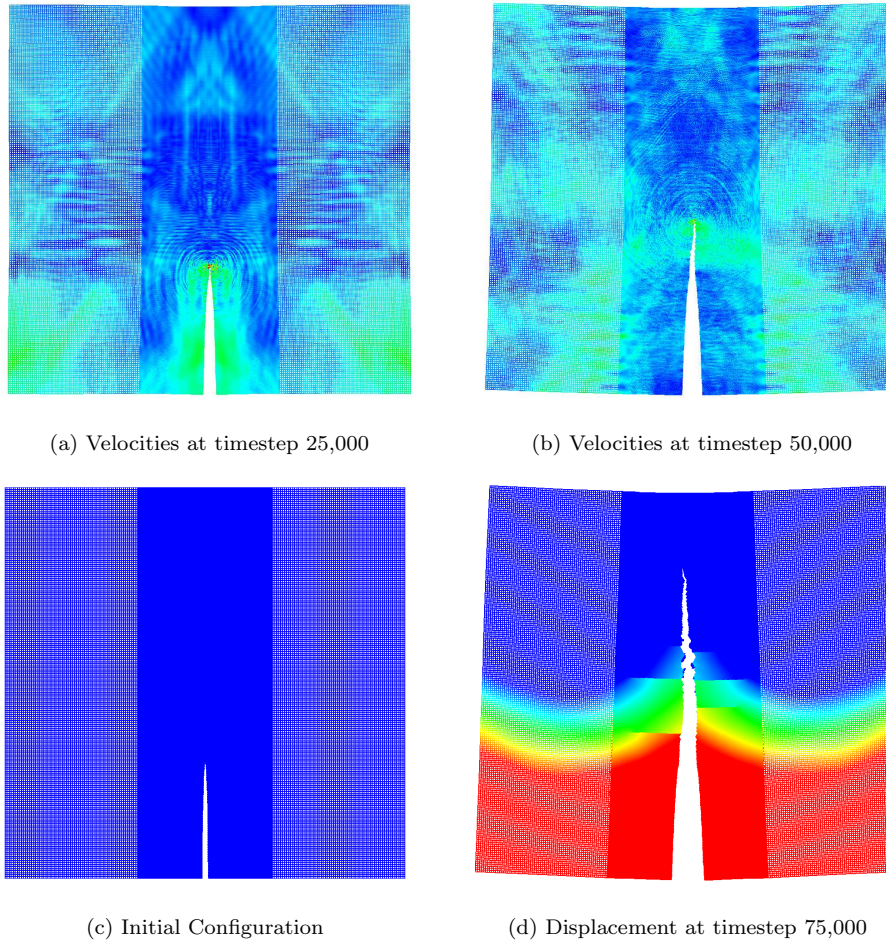 (a) Velocities at timestep 25,000
(b) Velocities at timestep 50,000
(c) Initial Configuration
(d) Displacement at timestep 75,000